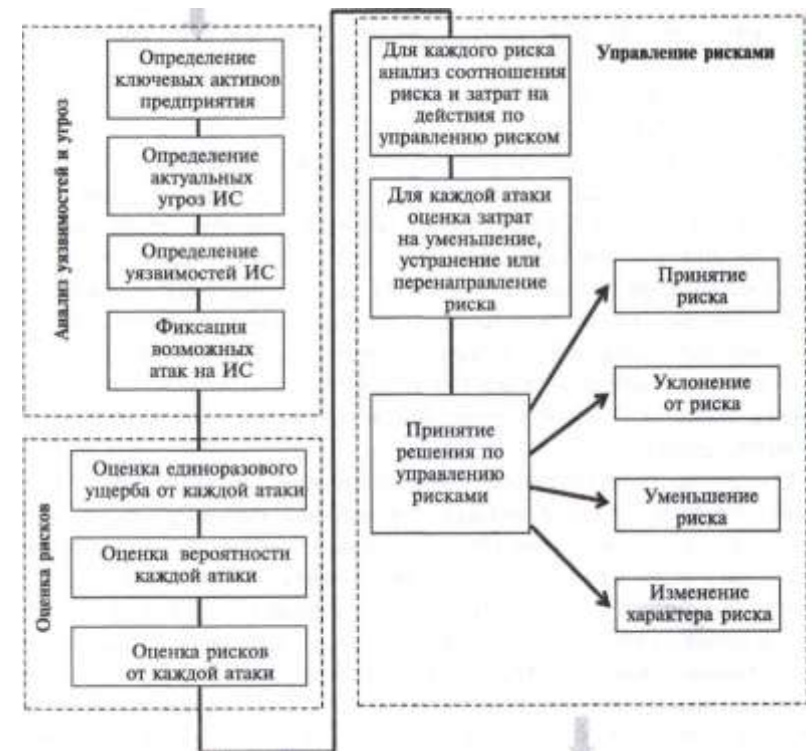 Анализ уязвимостей и угроз
Определение
ключевых активов
предприятия
Определение
актуальных
угроз ИС
Определение
уязвимостей ИС
Фиксация
возможных
атак на ИС
Оценка рисков
Оценка единоразового
ущерба от каждой атаки
Оценка вероятности
каждой атаки
Оценка рисков
от каждой атаки
Управление рисками
Для каждого риска
анализ соотношения
риска и затрат на
действия по
управлению риском
Для каждой атаки
оценка затрат
на уменьшение,
устранение или
перенаправление
риска
Принятие
решения по
управлению
рисками
Принятие
риска
Уклонение
от риска
Уменьшение
риска
Изменение
характера риска